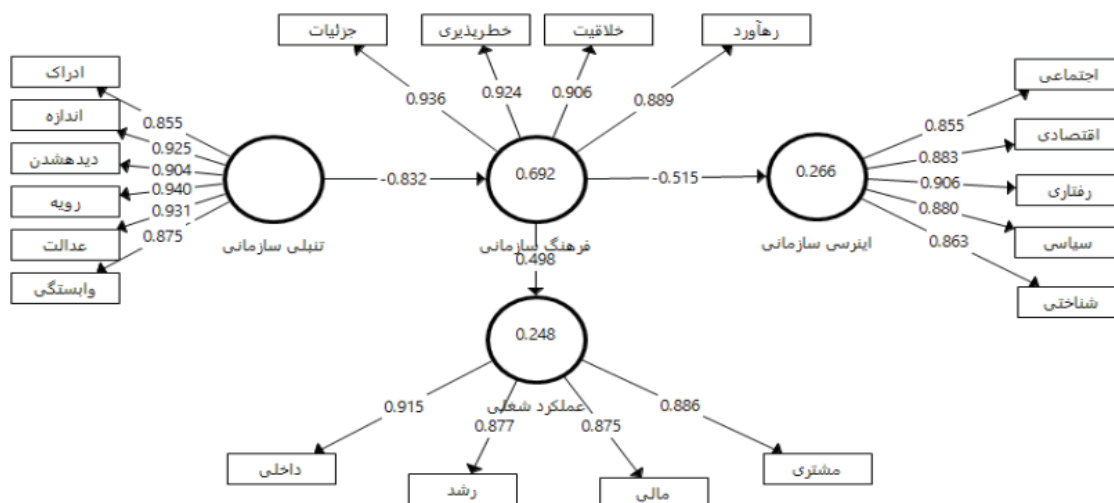 جزئیات
خطرپذیری
خلاقیت
رهآورد
0.936
0.924
0.906
0.889
ادراک
اندازه
دیدهشدن
رویه
عدالت
وابستگی
0.855
0.925
0.904
0.940
0.931
0.875
تنبلی سازمانی
-0.832
0.692
فرهنگ سازمانی
-0.515
0.266
اینرسی سازمانی
0.855
0.883
0.906
0.880
0.863
اجتماعی
اقتصادی
رفتاری
سیاسی
شناختی
0.498
0.248
عملکرد شغلی
0.915
0.877
0.875
0.886
داخلی
رشد
مالی
مشتری